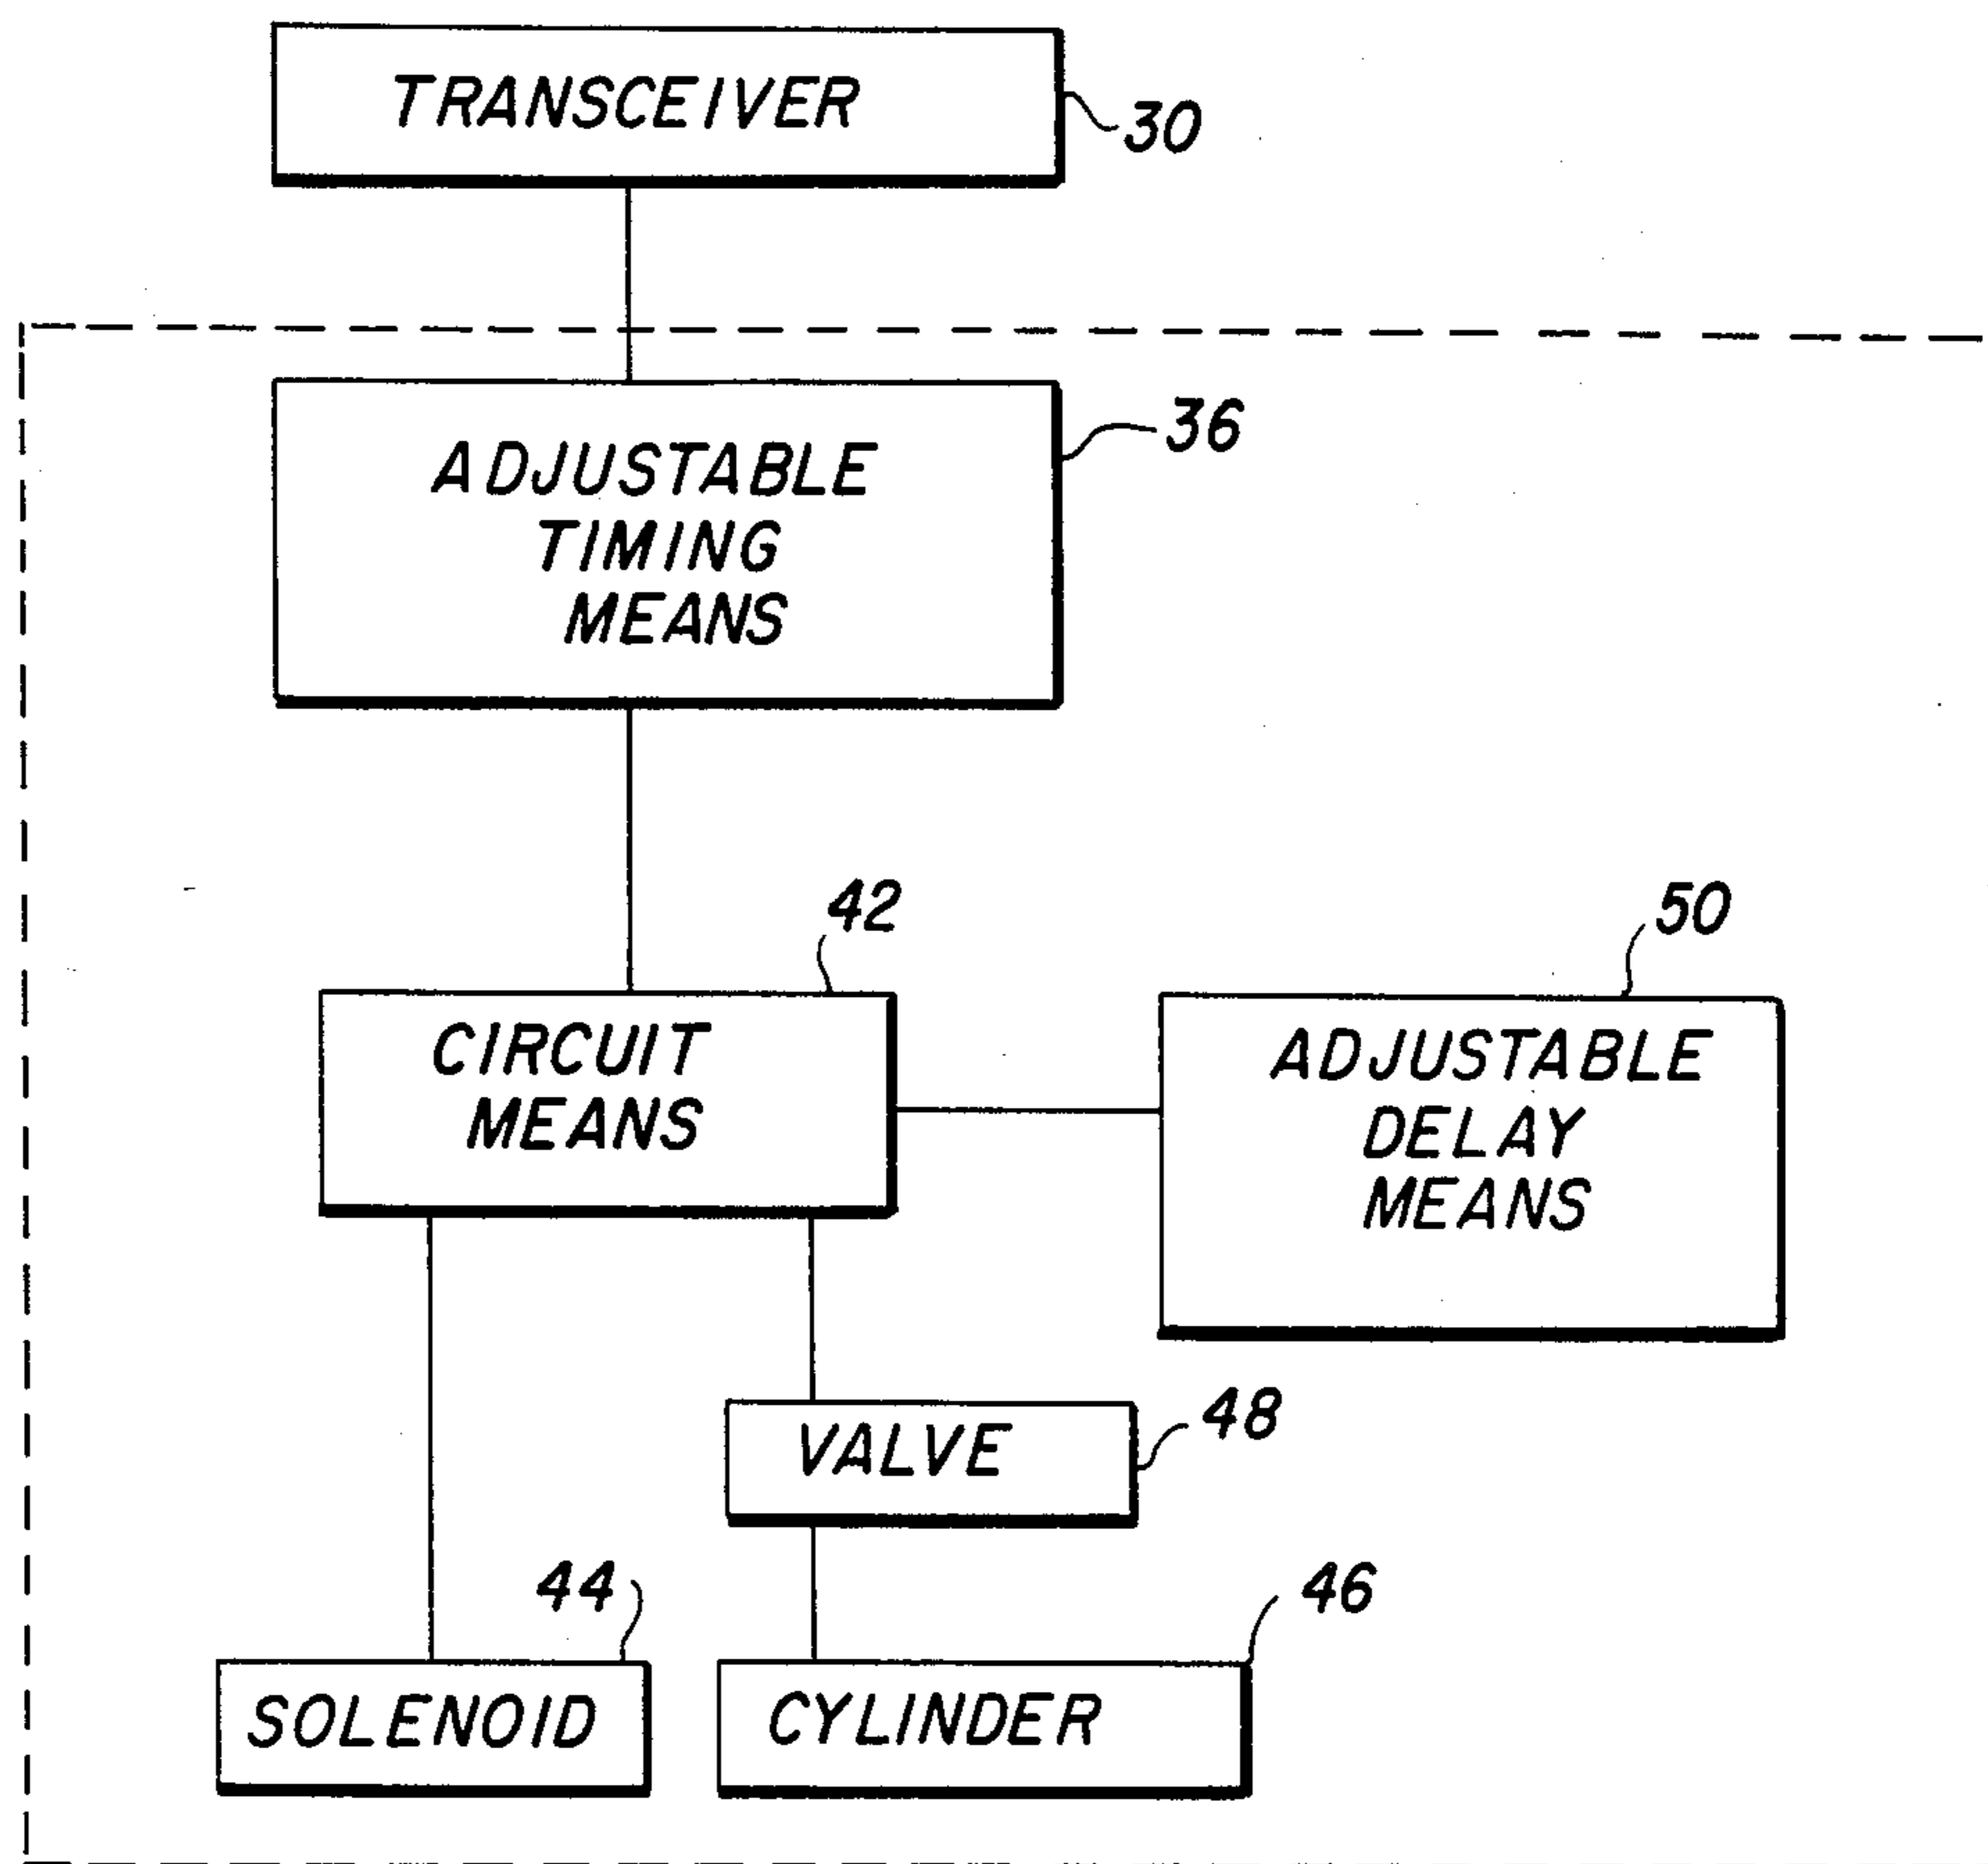 TRANSCEIVER
30
ADJUSTABLE
TIMING
MEANS
36
42
50
CIRCUIT
MEANS
ADJUSTABLE
DELAY
MEANS
VALVE
48
44
46
SOLENOID
CYLINDER